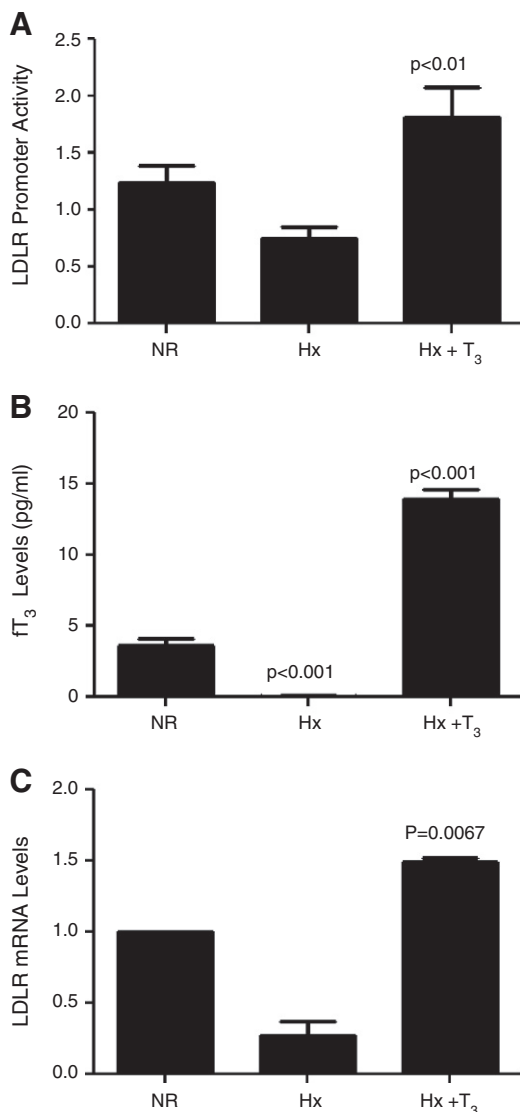 A
LDLR Promoter Activity
2.5
2.0
1.5
1.0
0.5
0.0
p<0.01
NR Hx Hx + T3
B
fT3 Levels (pg/ml)
20
15
10
5
0
p<0.001
p<0.001
NR Hx Hx +T3
C
LDLR mRNA Levels
2.0
1.5
1.0
0.5
0.0
P=0.0067
NR Hx Hx +T3